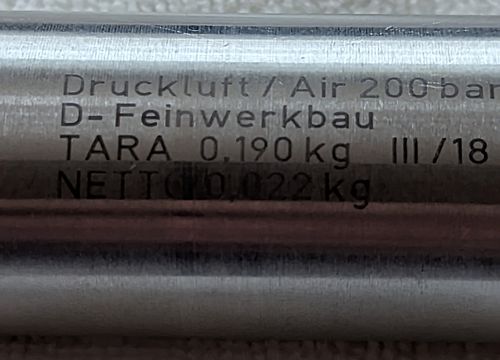 Druckluft / Air 200 bar
D-Feinwerkbau
TARA 0,190 kg III / 18
NETTO 0,022 kg